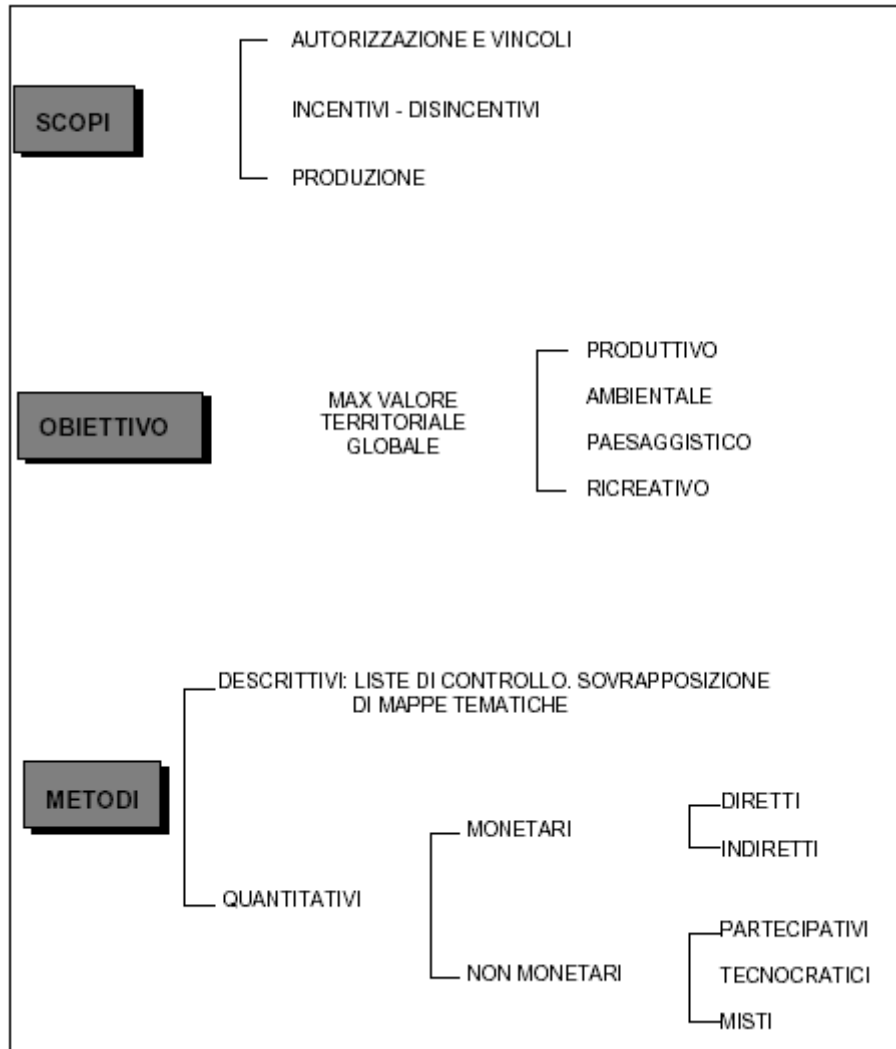 AUTORIZZAZIONE E VINCOLI
SCOPI
INCENTIVI - DISINCENTIVI
PRODUZIONE
OBIETTIVO
MAX VALORE
TERRITORIALE
GLOBALE
PRODUTTIVO
AMBIENTALE
PAESAGGISTICO
RICREATIVO
METODI
DESCRITTIVI: LISTE DI CONTROLLO. SOVRAPPOSIZIONE
DI MAPPE TEMATICHE
QUANTITATIVI
MONETARI
DIRETTI
INDIRETTI
NON MONETARI
PARTECIPATIVI
TECNOCRATICI
MISTI